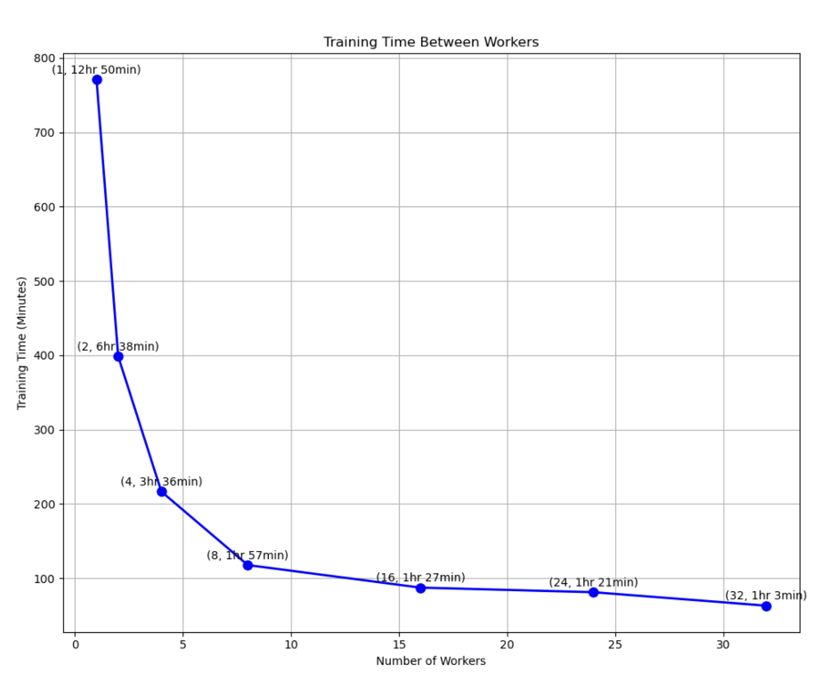 Training Time Between Workers
800
(1, 12hr 50min)
700
600
500
400
(2, 6hr 38min)
300
(4, 3hr 36min)
200
(8, 1hr 57min)
100
(16, 1hr 27min)
(24, 1hr 21min)
(32, 1hr 3min)
Training Time (Minutes)
0 5 10 15 20 25 30
Number of Workers